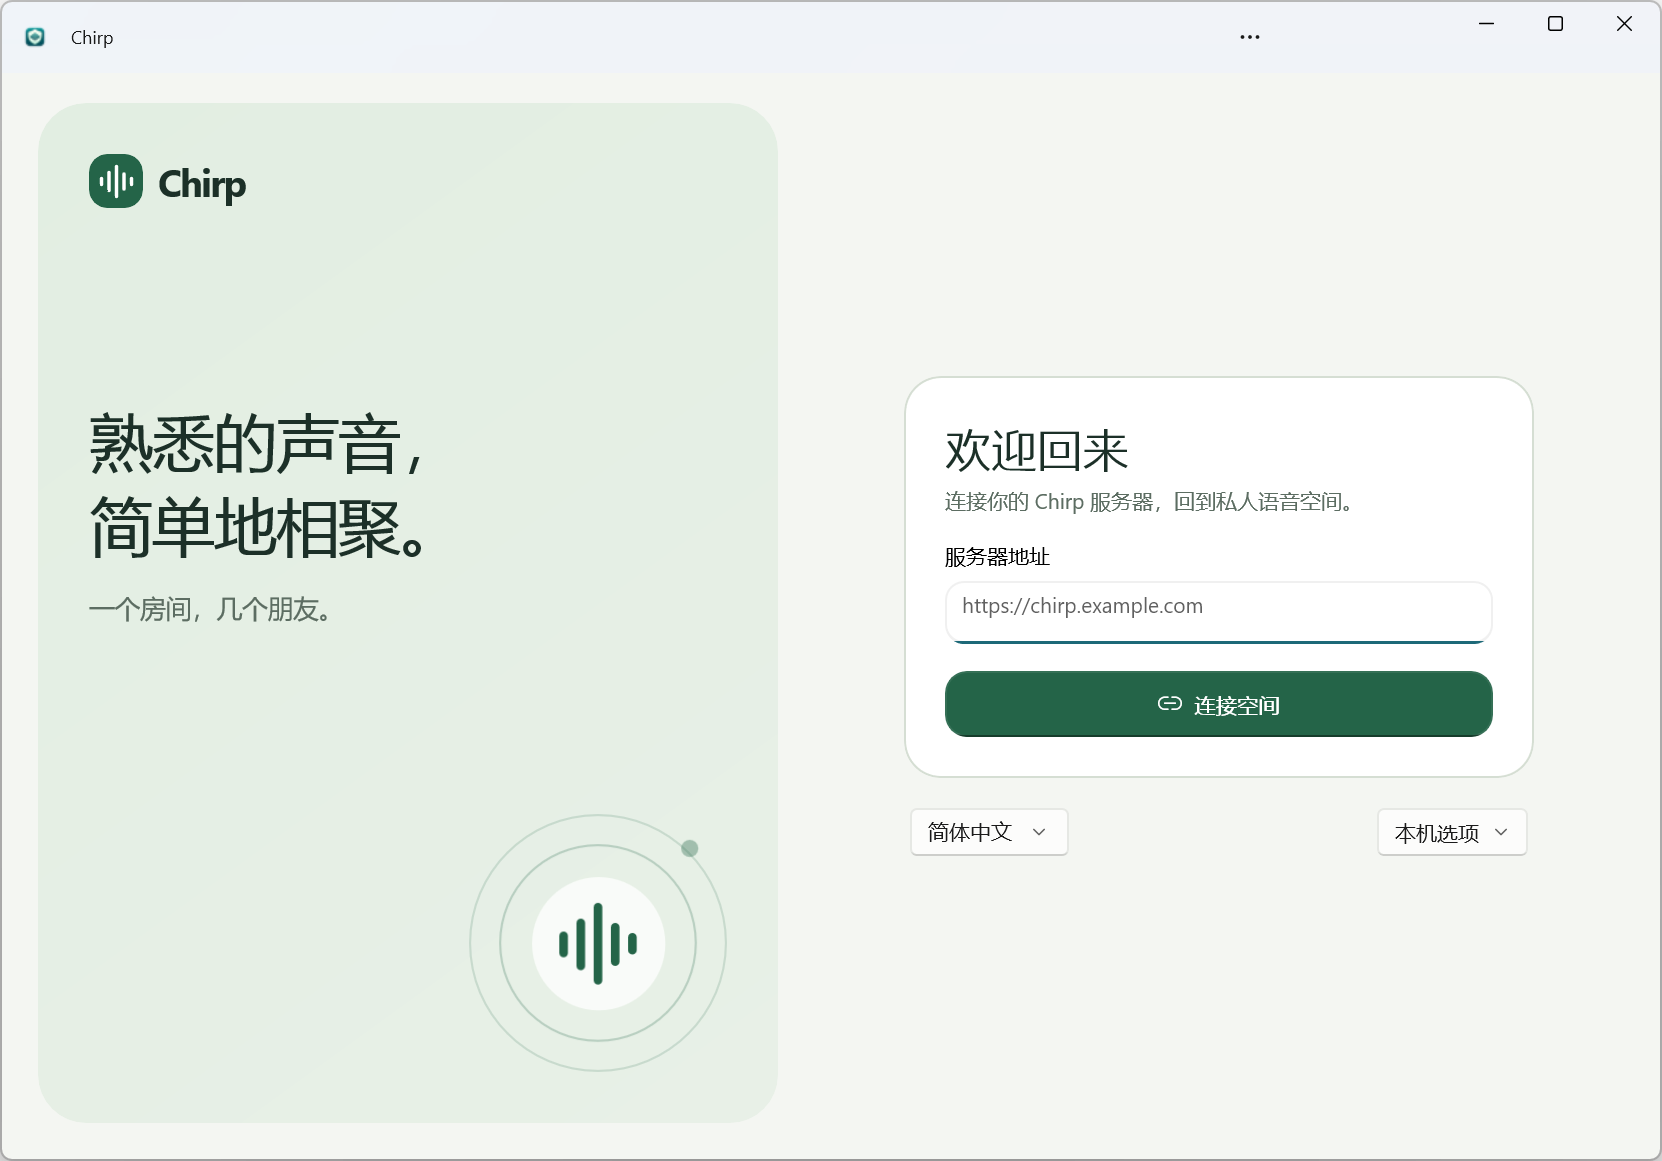 Chirp
Chirp
熟悉的声音，
简单地相聚。
一个房间，几个朋友。
欢迎回来
连接你的 Chirp 服务器，回到私人语音空间。
服务器地址
https://chirp.example.com
连接空间
简体中文
本机选项